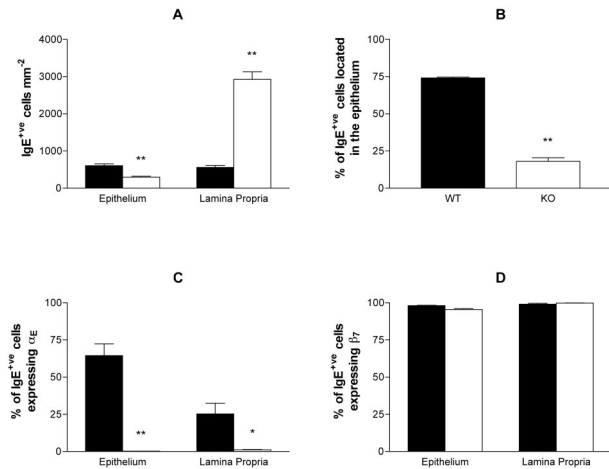 A
IgE+ve cells mm-2
4000
3000
2000
1000
0
**
**
Epithelium
Lamina Propria
B
% of IgE+ve cells located
in the epithelium
100
75
50
25
0
**
WT
KO
C
% of IgE+ve cells
expressing αE
100
75
50
25
0
**
*
Epithelium
Lamina Propria
D
% of IgE+ve cells
expressing β7
100
75
50
25
0
Epithelium
Lamina Propria